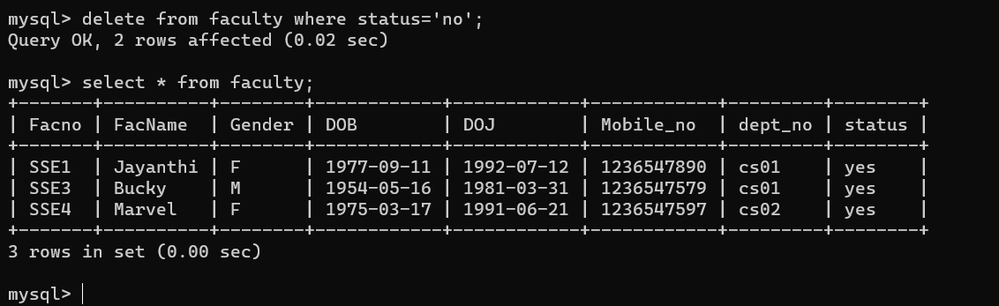 mysql> delete from faculty where status='no';
Query OK, 2 rows affected (0.02 sec)
mysql> select * from faculty;
+-------+----------+--------+------------+------------+------------+---------+--------+
| Facno | FacName  | Gender | DOB        | DOJ        | Mobile_no  | dept_no | status |
+-------+----------+--------+------------+------------+------------+---------+--------+
| SSE1  | Jayanthi | F      | 1977-09-11 | 1992-07-12 | 1236547890 | cs01    | yes    |
| SSE3  | Bucky    | M      | 1954-05-16 | 1981-03-31 | 1236547579 | cs01    | yes    |
| SSE4  | Marvel   | F      | 1975-03-17 | 1991-06-21 | 1236547597 | cs02    | yes    |
+-------+----------+--------+------------+------------+------------+---------+--------+
3 rows in set (0.00 sec)
mysql>